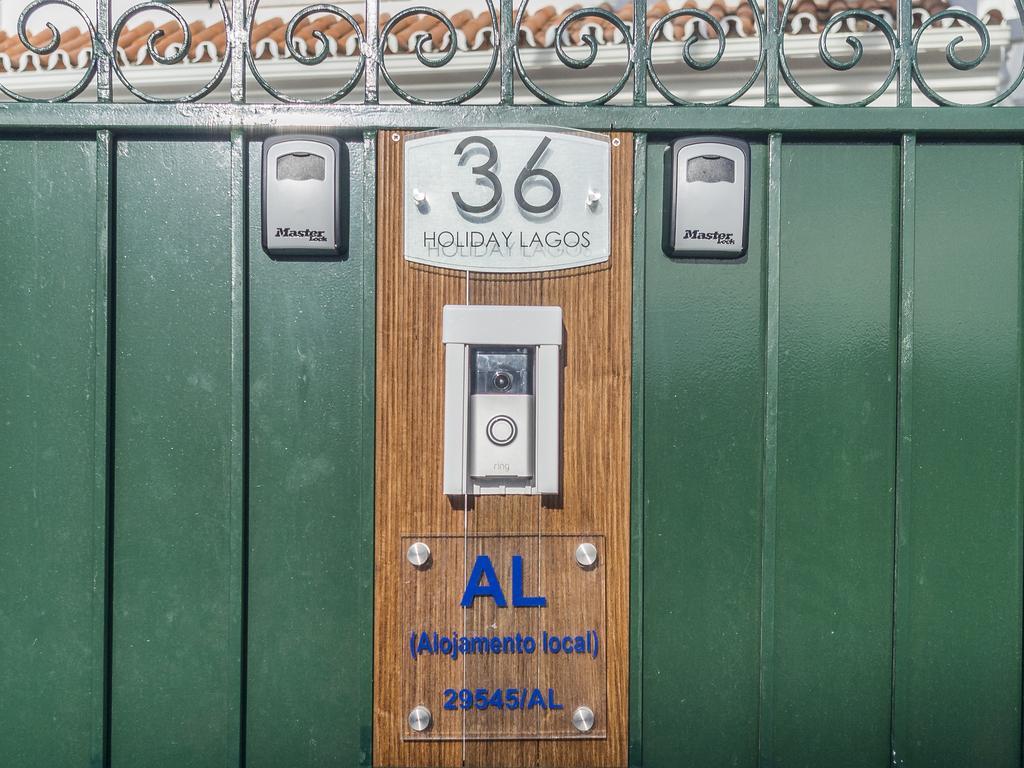 36
HOLIDAY LAGOS
Master Lock
Master Lock
ring
AL
(Alojamento local)
29545/AL